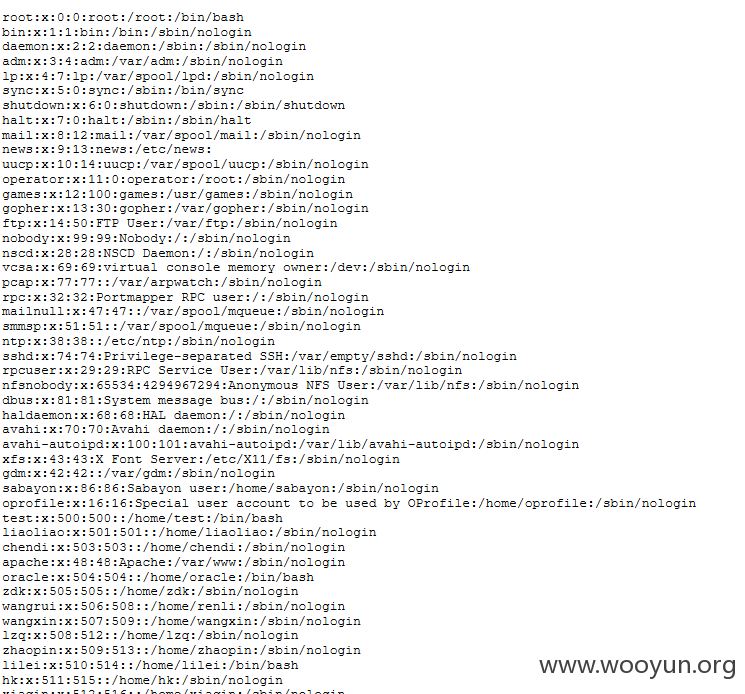 root:x:0:0:root:/root:/bin/bash
bin:x:1:1:bin:/bin:/sbin/nologin
daemon:x:2:2:daemon:/sbin:/sbin/nologin
adm:x:3:4:adm:/var/adm:/sbin/nologin
lp:x:4:7:lp:/var/spool/lpd:/sbin/nologin
sync:x:5:0:sync:/sbin:/bin/sync
shutdown:x:6:0:shutdown:/sbin:/sbin/shutdown
halt:x:7:0:halt:/sbin:/sbin/halt
mail:x:8:12:mail:/var/spool/mail:/sbin/nologin
news:x:9:13:news:/etc/news:
uucp:x:10:14:uucp:/var/spool/uucp:/sbin/nologin
operator:x:11:0:operator:/root:/sbin/nologin
games:x:12:100:games:/usr/games:/sbin/nologin
gopher:x:13:30:gopher:/var/gopher:/sbin/nologin
ftp:x:14:50:FTP User:/var/ftp:/sbin/nologin
nobody:x:99:99:Nobody:/:/sbin/nologin
nscd:x:28:28:NSCD Daemon:/:/sbin/nologin
vcsa:x:69:69:virtual console memory owner:/dev:/sbin/nologin
pcap:x:77:77::/var/arpwatch:/sbin/nologin
rpc:x:32:32:Portmapper RPC user:/:/sbin/nologin
mailnull:x:47:47::/var/spool/mqueue:/sbin/nologin
smmsp:x:51:51::/var/spool/mqueue:/sbin/nologin
ntp:x:38:38::/etc/ntp:/sbin/nologin
sshd:x:74:74:Privilege-separated SSH:/var/empty/sshd:/sbin/nologin
rpcuser:x:29:29:RPC Service User:/var/lib/nfs:/sbin/nologin
nfsnobody:x:65534:4294967294:Anonymous NFS User:/var/lib/nfs:/sbin/nologin
dbus:x:81:81:System message bus:/:/sbin/nologin
haldaemon:x:68:68:HAL daemon:/:/sbin/nologin
avahi:x:70:70:Avahi daemon:/:/sbin/nologin
avahi-autoipd:x:100:101:avahi-autoipd:/var/lib/avahi-autoipd:/sbin/nologin
xfs:x:43:43:X Font Server:/etc/X11/fs:/sbin/nologin
gdm:x:42:42::/var/gdm:/sbin/nologin
sabayon:x:86:86:Sabayon user:/home/sabayon:/sbin/nologin
oprofile:x:16:16:Special user account to be used by OProfile:/home/oprofile:/sbin/nologin
test:x:500:500::/home/test:/bin/bash
liaoliao:x:501:501::/home/liaoliao:/sbin/nologin
chendi:x:503:503::/home/chendi:/sbin/nologin
apache:x:48:48:Apache:/var/www:/sbin/nologin
oracle:x:504:504::/home/oracle:/bin/bash
zdk:x:505:505::/home/zdk:/sbin/nologin
wangrui:x:506:508::/home/renli:/sbin/nologin
wangxin:x:507:509::/home/wangxin:/sbin/nologin
lzq:x:508:512::/home/lzq:/sbin/nologin
zhaopin:x:509:513::/home/zhaopin:/sbin/nologin
lilei:x:510:514::/home/lilei:/bin/bash
hk:x:511:515::/home/hk:/sbin/nologin
www.wooyun.org